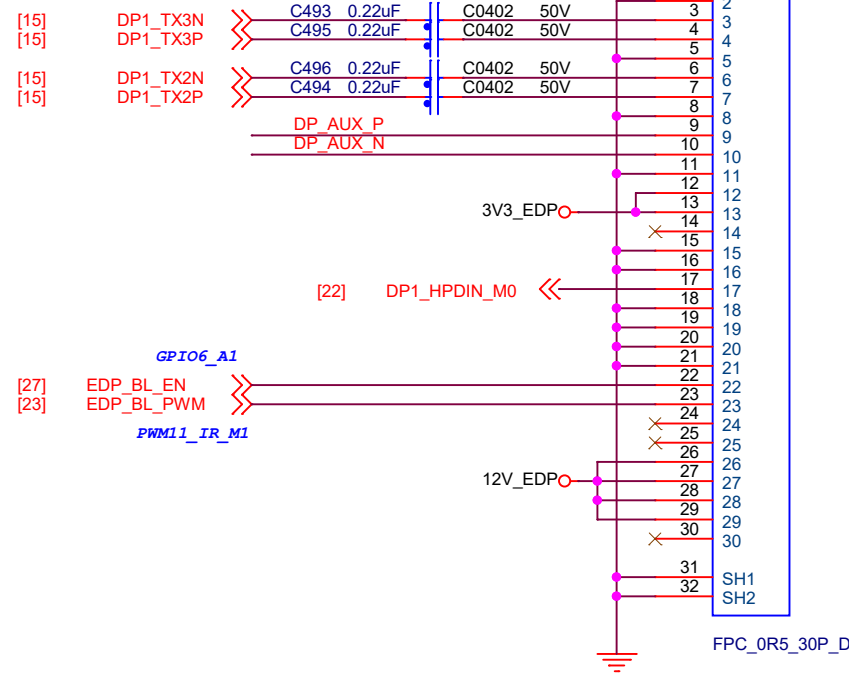 2
[15] DP1_TX3N C493 0.22uF C0402 50V 3 3
[15] DP1_TX3P C495 0.22uF C0402 50V 4 4
5 5
[15] DP1_TX2N C496 0.22uF C0402 50V 6 6
[15] DP1_TX2P C494 0.22uF C0402 50V 7 7
8 8
DP_AUX_P 9 9
DP_AUX_N 10 10
11 11
12 12
3V3_EDP 13 13
14 14
15 15
16 16
[22] DP1_HPDIN_M0 17 17
18 18
19 19
20 20
GPIO6_A1 21 21
[27] EDP_BL_EN 22 22
[23] EDP_BL_PWM 23 23
24 24
PWM11_IR_M1 25 25
26 26
12V_EDP 27 27
28 28
29 29
30 30
31 SH1
32 SH2
FPC_0R5_30P_D